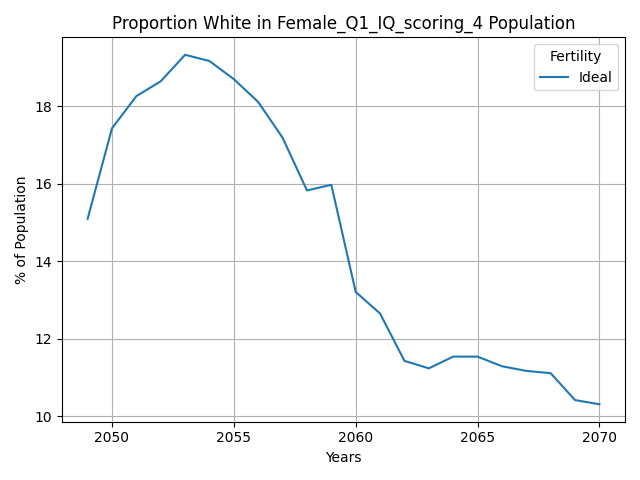 Proportion White in Female_Q1_IQ_scoring_4 Population
Fertility
Ideal
% of Population
18
16
14
12
10
2050 2055 2060 2065 2070
Years